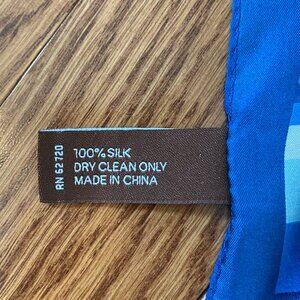 RN 62720
100% SILK
DRY CLEAN ONLY
MADE IN CHINA